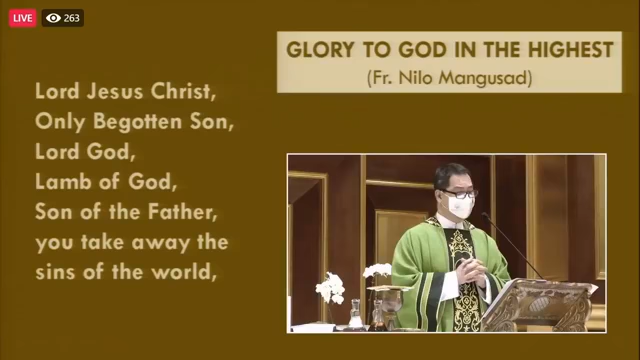 LIVE 263
GLORY TO GOD IN THE HIGHEST
(Fr. Nilo Mangusad)
Lord Jesus Christ,
Only Begotten Son,
Lord God,
Lamb of God,
Son of the Father,
you take away the
sins of the world,